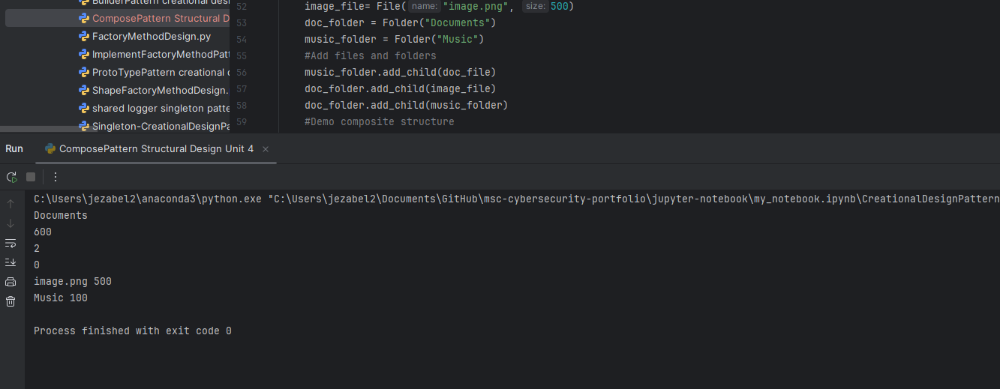 BuilderPattern creational desi
ComposePattern Structural D
FactoryMethodDesign.py
ImplementFactoryMethodPatt
ProtoTypePattern creational d
ShapeFactoryMethodDesign.
shared logger singleton patte
Singleton-CreationalDesignPa
52 image_file= File( name: "image.png", size: 500)
53 doc_folder = Folder("Documents")
54 music_folder = Folder("Music")
55 #Add files and folders
56 music_folder.add_child(doc_file)
57 doc_folder.add_child(image_file)
58 doc_folder.add_child(music_folder)
59 #Demo composite structure
Run ComposePattern Structural Design Unit 4
C:\Users\jezabel2\anaconda3\python.exe "C:\Users\jezabel2\Documents\GitHub\msc-cybersecurity-portfolio\jupyter-notebook\my_notebook.ipynb\CreationalDesignPattern
Documents
600
2
0
image.png 500
Music 100
Process finished with exit code 0